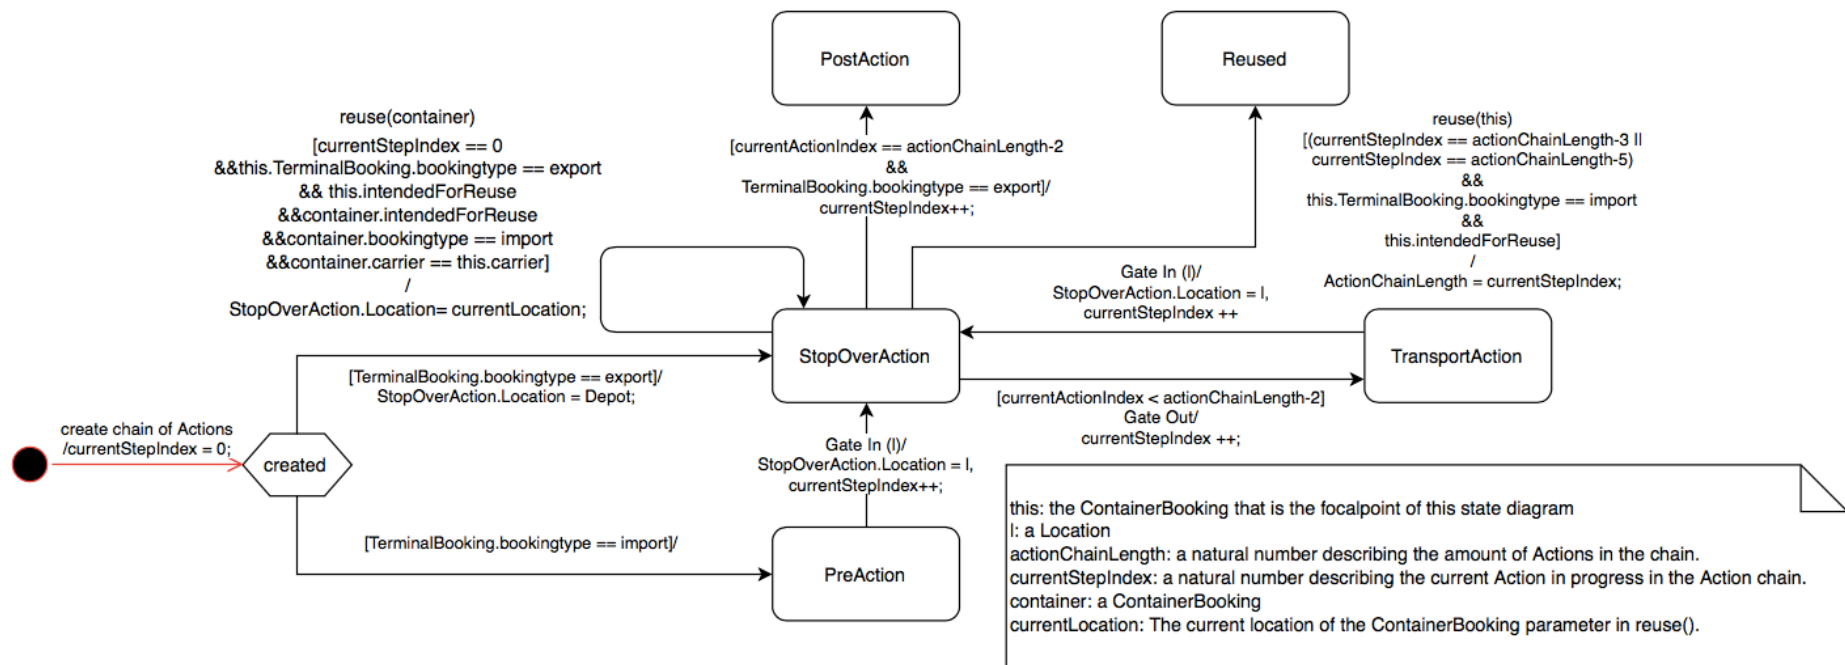 PostAction
Reused
reuse(container)
[currentStepIndex == 0
&&this.TerminalBooking.bookingtype == export
&& this.intendedForReuse
&&container.intendedForReuse
&&container.bookingtype == import
&&container.carrier == this.carrier]
/
StopOverAction.Location= currentLocation;
[currentActionIndex == actionChainLength-2
&&
TerminalBooking.bookingtype == export]/
currentStepIndex++;
reuse(this)
[(currentStepIndex == actionChainLength-3 ||
currentStepIndex == actionChainLength-5)
&&
this.TerminalBooking.bookingtype == import
&&
this.intendedForReuse]
/
ActionChainLength = currentStepIndex;
Gate In (l)/
StopOverAction.Location = l,
currentStepIndex ++
StopOverAction
TransportAction
[TerminalBooking.bookingtype == export]/
StopOverAction.Location = Depot;
[currentActionIndex < actionChainLength-2]
Gate Out/
currentStepIndex ++;
create chain of Actions
/currentStepIndex = 0;
created
Gate In (l)/
StopOverAction.Location = l,
currentStepIndex++;
[TerminalBooking.bookingtype == import]/
PreAction
this: the ContainerBooking that is the focalpoint of this state diagram
l: a Location
actionChainLength: a natural number describing the amount of Actions in the chain.
currentStepIndex: a natural number describing the current Action in progress in the Action chain.
container: a ContainerBooking
currentLocation: The current location of the ContainerBooking parameter in reuse().